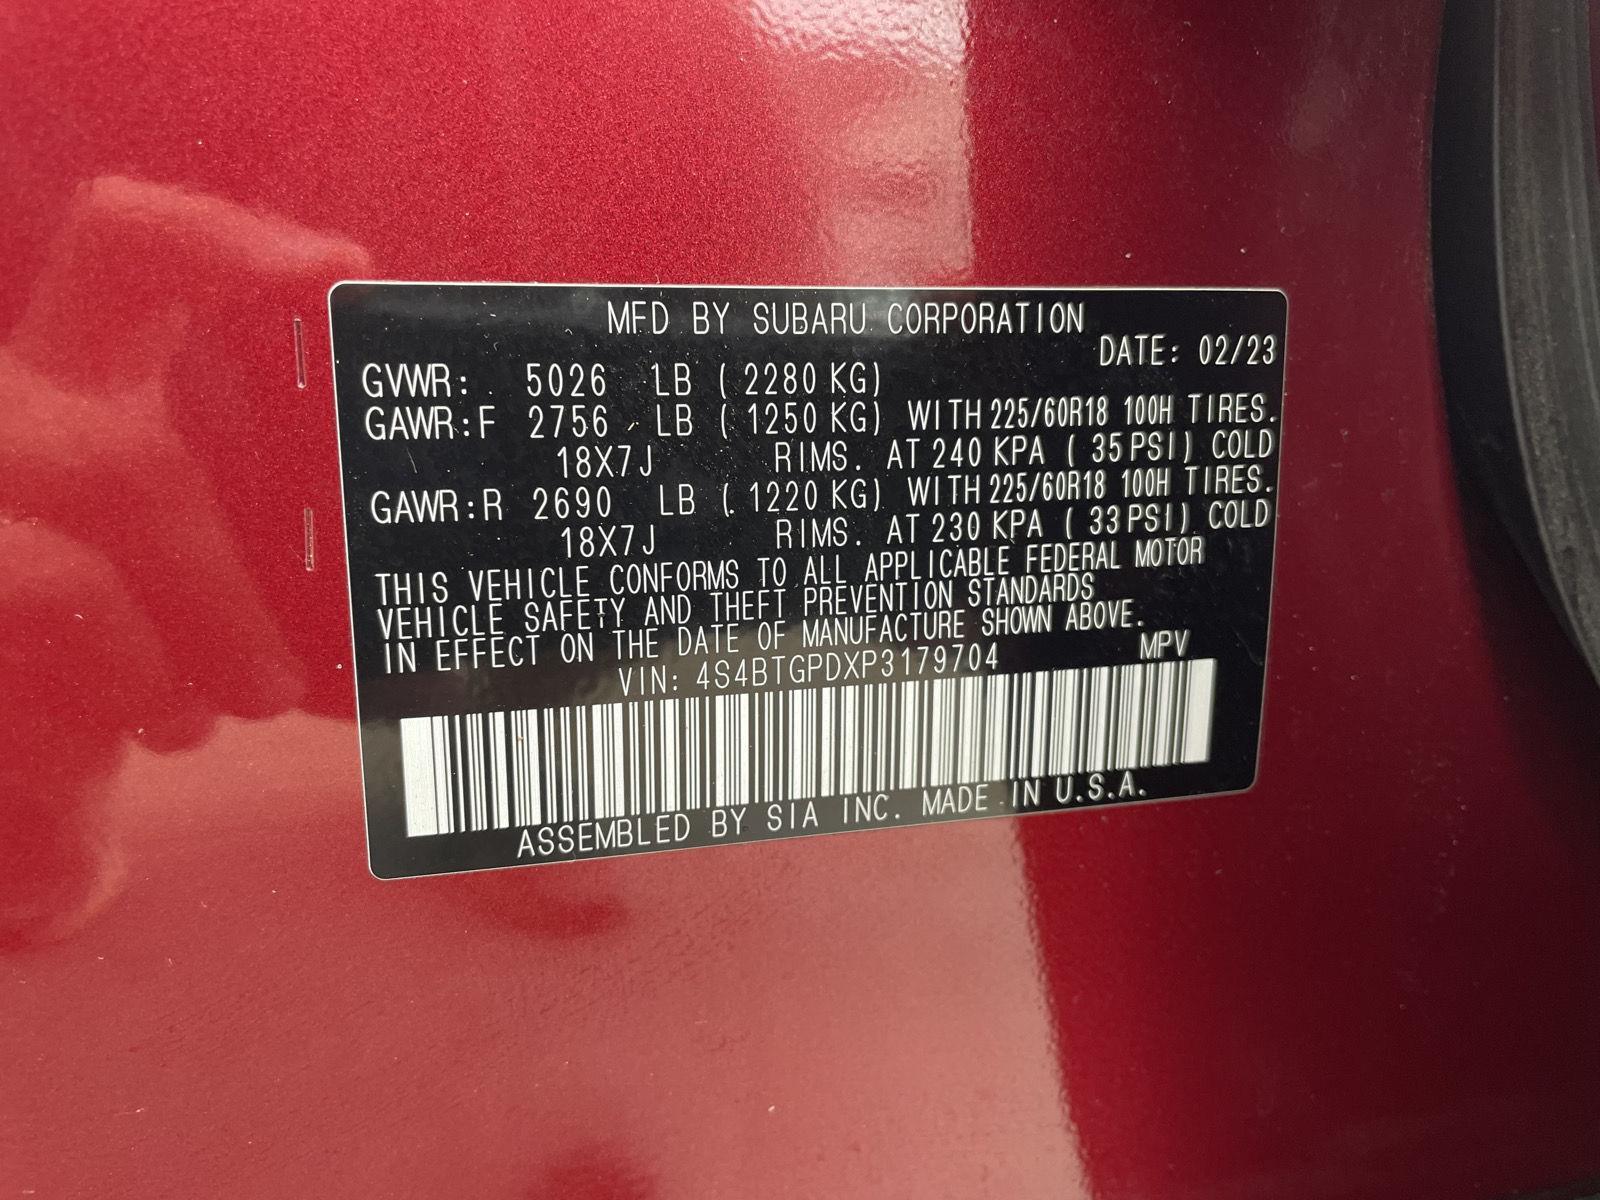 MFD BY SUBARU CORPORATION
DATE: 02/23
GVWR: 5026 LB ( 2280 KG)
GAWR:F 2756 LB ( 1250 KG) WITH 225/60R18 100H TIRES.
18X7J RIMS. AT 240 KPA ( 35 PSI) COLD
GAWR:R 2690 LB ( 1220 KG) WITH 225/60R18 100H TIRES.
18X7J RIMS. AT 230 KPA ( 33 PSI) COLD
THIS VEHICLE CONFORMS TO ALL APPLICABLE FEDERAL MOTOR
VEHICLE SAFETY AND THEFT PREVENTION STANDARDS
IN EFFECT ON THE DATE OF MANUFACTURE SHOWN ABOVE.
VIN: 4S4BTGPDXP3179704 MPV
ASSEMBLED BY SIA INC. MADE IN U.S.A.